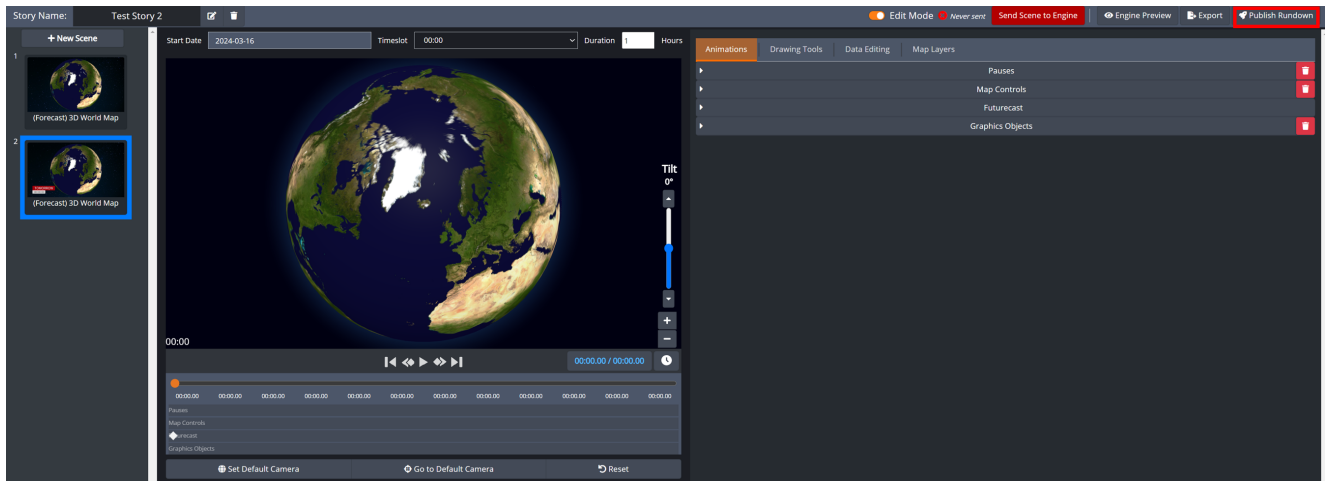 Story Name: Test Story 2 Edit Mode Never sent Send Scene to Engine Engine Preview Export Publish Rundown
+ New Scene
1
(Forecast) 3D World Map
2
(Forecast) 3D World Map
Start Date 2024-03-16 Timeslot 00:00 Duration 1 Hours
Tilt
0°
00:00
00:00.00 / 00:00.00
00:00.00 00:00.00 00:00.00 00:00.00 00:00.00 00:00.00 00:00.00 00:00.00 00:00.00 00:00.00 00:00.00 00:00.00
Pauses
Map Controls
Graphics Objects
Set Default Camera Go to Default Camera Reset
Animations Drawing Tools Data Editing Map Layers
Pauses
Map Controls
Futurecast
Graphics Objects